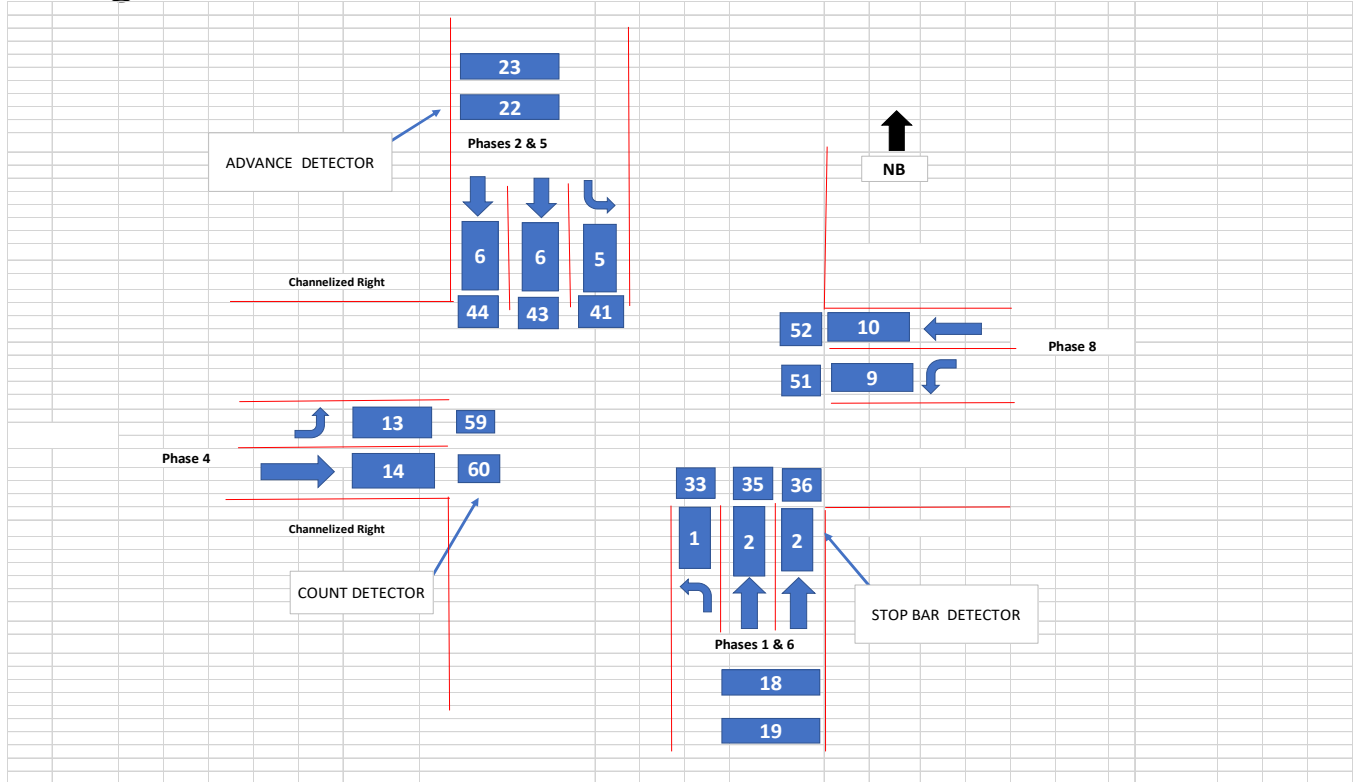 23
22
ADVANCE  DETECTOR
Phases 2 & 5
NB
6 6 5
Channelized Right
44 43 41
52 10
Phase 8
51 9
13 59
Phase 4
14 60
33 35 36
Channelized Right
1 2 2
COUNT DETECTOR
STOP BAR  DETECTOR
Phases 1 & 6
18
19